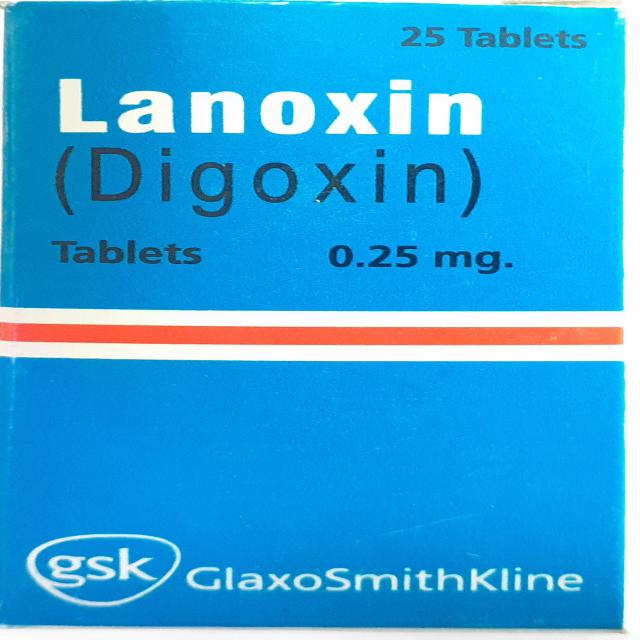 25 Tablets
Lanoxin
(Digoxin)
Tablets 0.25 mg.
gsk GlaxoSmithKline